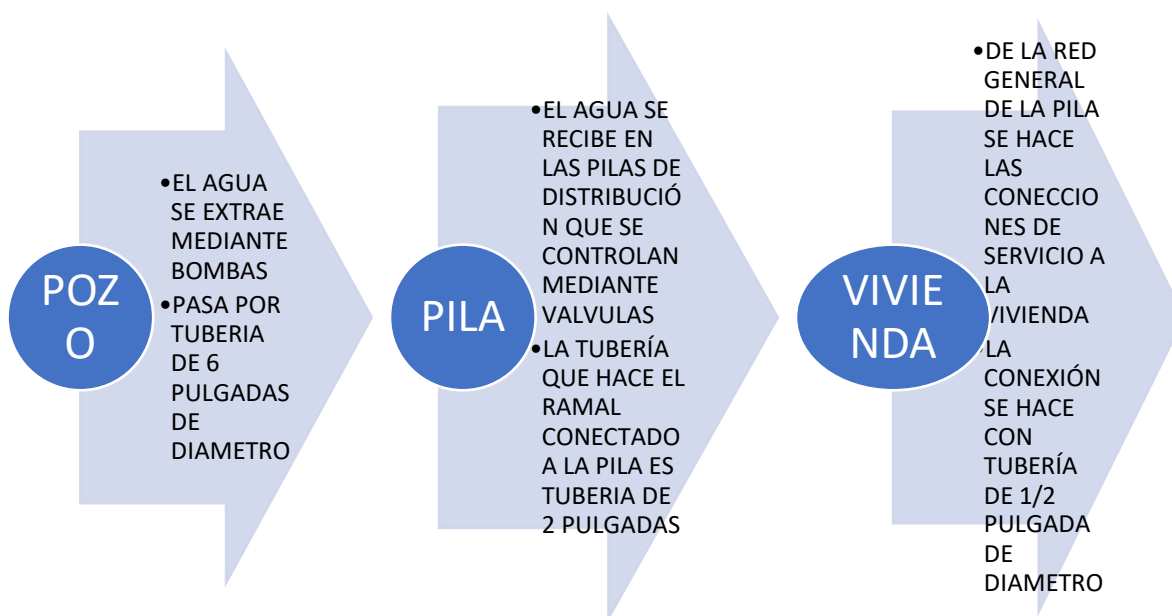 POZ
O
•EL AGUA
SE EXTRAE
MEDIANTE
BOMBAS
•PASA POR
TUBERIA
DE 6
PULGADAS
DE
DIAMETRO
PILA
•EL AGUA SE
RECIBE EN
LAS PILAS DE
DISTRIBUCIÓ
N QUE SE
CONTROLAN
MEDIANTE
VALVULAS
•LA TUBERÍA
QUE HACE EL
RAMAL
CONECTADO
A LA PILA ES
TUBERIA DE
2 PULGADAS
VIVIE
NDA
•DE LA RED
GENERAL
DE LA PILA
SE HACE
LAS
CONECCIO
NES DE
SERVICIO A
LA
VIVIENDA
•LA
CONEXIÓN
SE HACE
CON
TUBERÍA
DE 1/2
PULGADA
DE
DIAMETRO